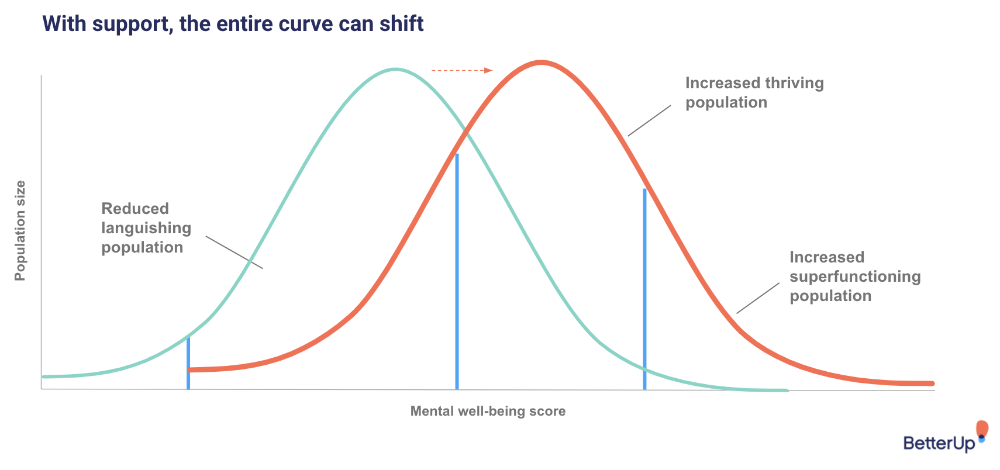 With support, the entire curve can shift
Increased thriving
population
Reduced
languishing
population
Increased
superfunctioning
population
Population size
Mental well-being score
BetterUp